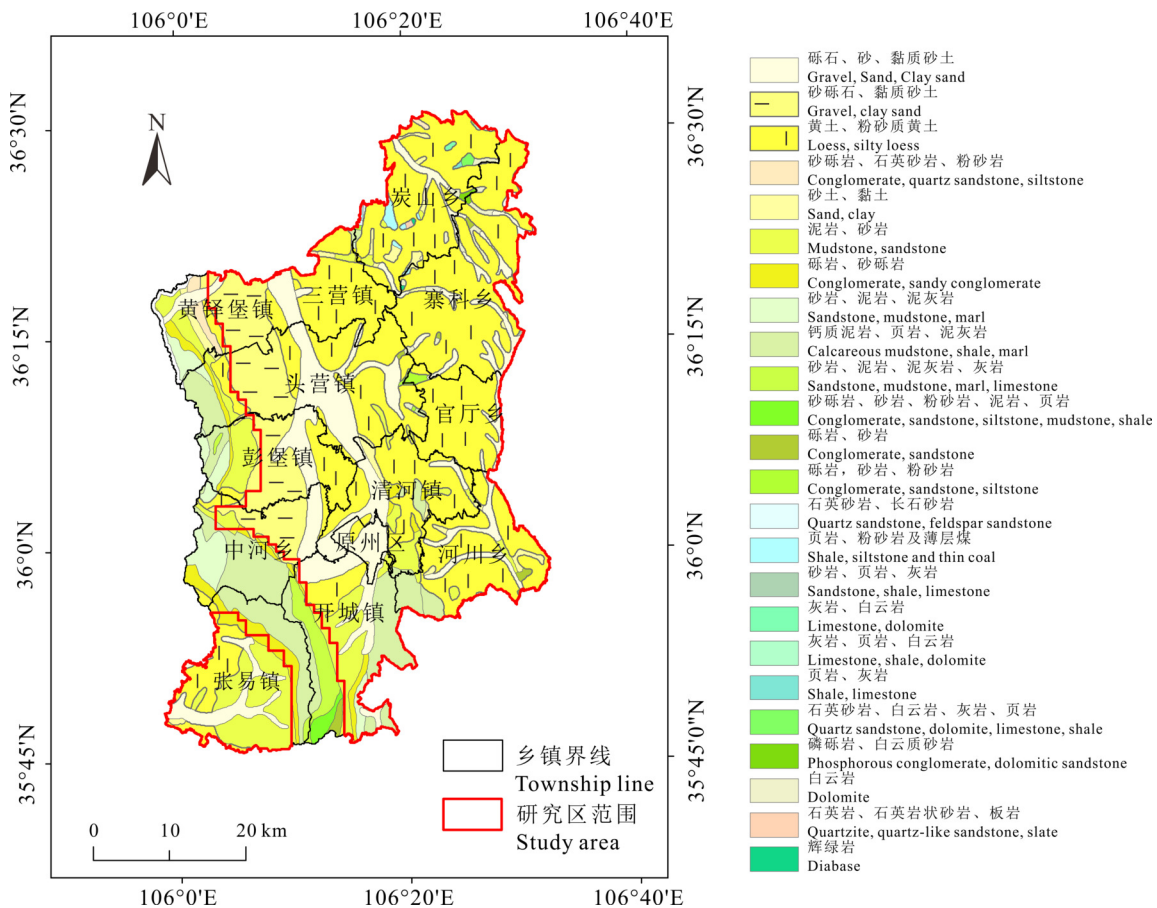 106°0'E 106°20'E 106°40'E
36°30'N 36°30'N
36°15'N 36°15'N
36°0'N 36°0'N
35°45'N 35°45'0"N
N
炭山乡
寨科乡
三营镇
黄铎堡镇
头营镇
官厅乡
彭堡镇
清河镇
原州区
河川乡
中河乡
开城镇
张易镇
乡镇界线
Township line
研究区范围
Study area
0 10 20 km
106°0'E 106°20'E 106°40'E
砾石、砂、黏质砂土
Gravel, Sand, Clay sand
砂砾石、黏质砂土
Gravel, clay sand
黄土、粉砂质黄土
Loess, silty loess
砂砾岩、石英砂岩、粉砂岩
Conglomerate, quartz sandstone, siltstone
砂土、黏土
Sand, clay
泥岩、砂岩
Mudstone, sandstone
砾岩、砂砾岩
Conglomerate, sandy conglomerate
砂岩、泥岩、泥灰岩
Sandstone, mudstone, marl
钙质泥岩、页岩、泥灰岩
Calcareous mudstone, shale, marl
砂岩、泥岩、泥灰岩、灰岩
Sandstone, mudstone, marl, limestone
砂砾岩、砂岩、粉砂岩、泥岩、页岩
Conglomerate, sandstone, siltstone, mudstone, shale
砾岩、砂岩
Conglomerate, sandstone
砾岩，砂岩、粉砂岩
Conglomerate, sandstone, siltstone
石英砂岩、长石砂岩
Quartz sandstone, feldspar sandstone
页岩、粉砂岩及薄层煤
Shale, siltstone and thin coal
砂岩、页岩、灰岩
Sandstone, shale, limestone
灰岩、白云岩
Limestone, dolomite
灰岩、页岩、白云岩
Limestone, shale, dolomite
页岩、灰岩
Shale, limestone
石英砂岩、白云岩、灰岩、页岩
Quartz sandstone, dolomite, limestone, shale
磷砾岩、白云质砂岩
Phosphorous conglomerate, dolomitic sandstone
白云岩
Dolomite
石英岩、石英岩状砂岩、板岩
Quartzite, quartz-like sandstone, slate
辉绿岩
Diabase